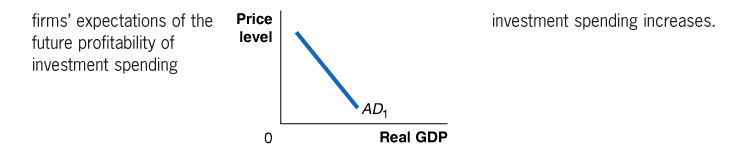 firms' expectations of the
future profitability of
investment spending
Price
level
AD₁
0
Real GDP
investment spending increases.